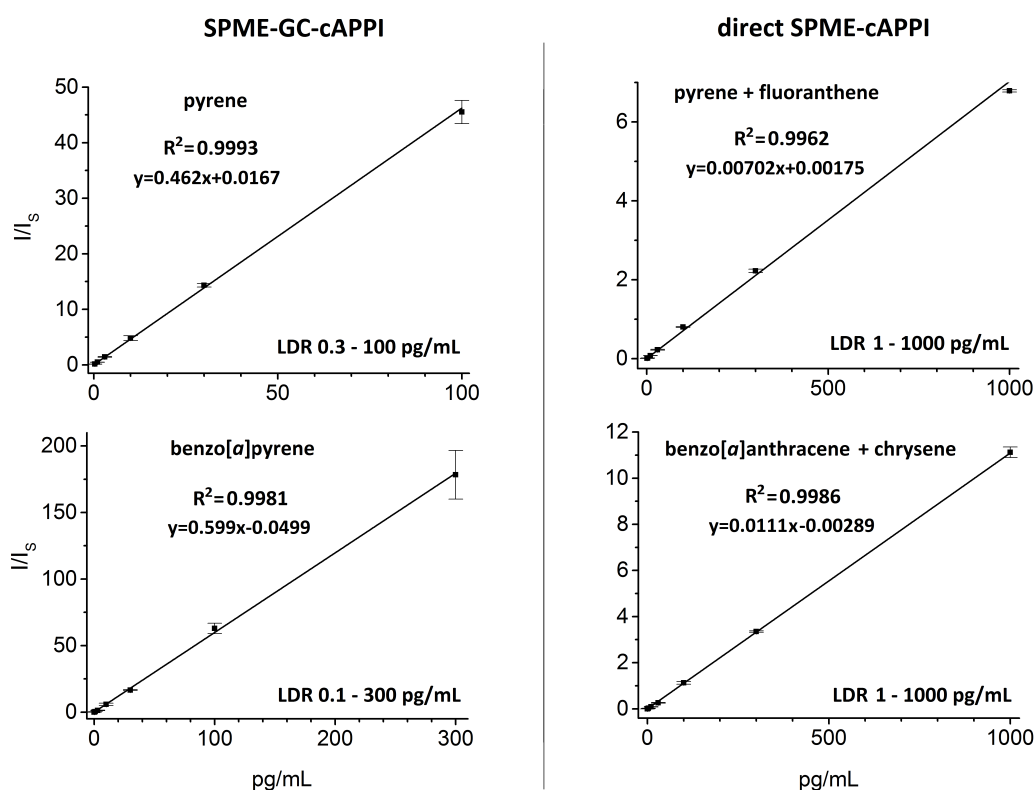 SPME-GC-cAPPI
direct SPME-cAPPI
50
40
30
20
10
0
I/I_S
pyrene
R²=0.9993
y=0.462x+0.0167
LDR 0.3 - 100 pg/mL
0
50
100
6
4
2
0
pyrene + fluoranthene
R²=0.9962
y=0.00702x+0.00175
LDR 1 - 1000 pg/mL
0
500
1000
200
150
100
50
0
I/I_S
benzo[a]pyrene
R²=0.9981
y=0.599x-0.0499
LDR 0.1 - 300 pg/mL
0
100
200
300
pg/mL
12
10
8
6
4
2
0
benzo[a]anthracene + chrysene
R²=0.9986
y=0.0111x-0.00289
LDR 1 - 1000 pg/mL
0
500
1000
pg/mL